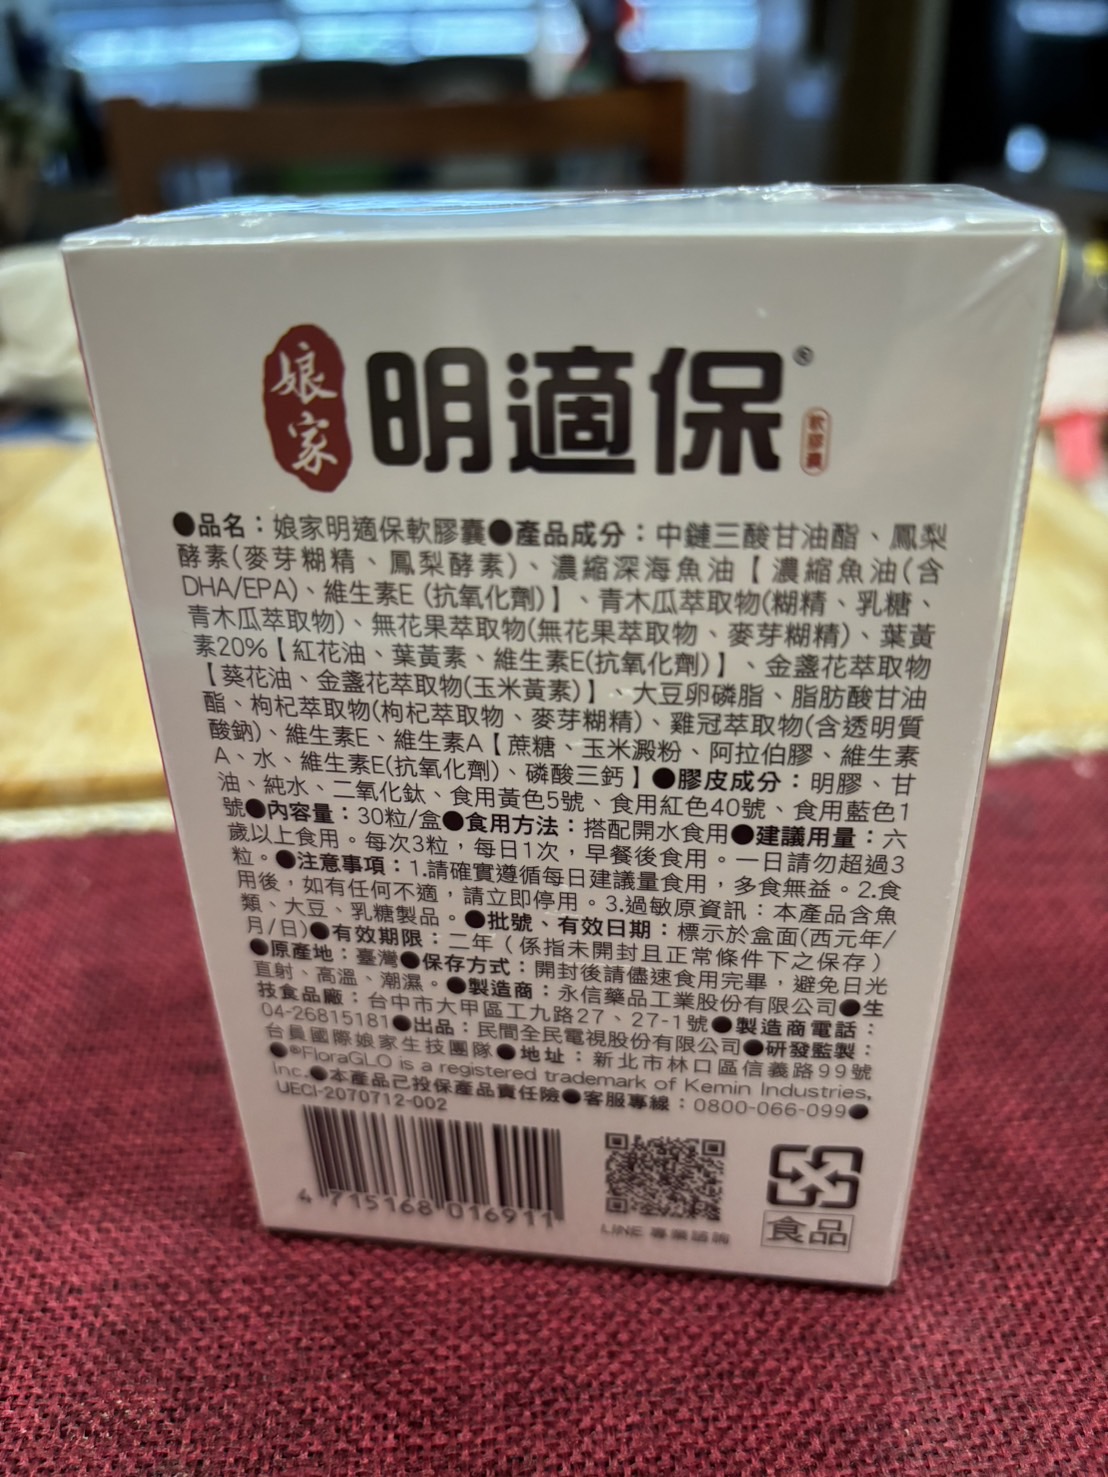 娘家 明適保® 軟膠囊
●品名：娘家明適保軟膠囊●產品成分：中鏈三酸甘油酯、鳳梨
酵素(麥芽糊精、鳳梨酵素)、濃縮深海魚油【濃縮魚油(含
DHA/EPA)、維生素E (抗氧化劑)】、青木瓜萃取物(糊精、乳糖、
青木瓜萃取物)、無花果萃取物(無花果萃取物、麥芽糊精)、葉黃
素20%【紅花油、葉黃素、維生素E(抗氧化劑)】、金盞花萃取物
【葵花油、金盞花萃取物(玉米黃素)】、大豆卵磷脂、脂肪酸甘油
酯、枸杞萃取物(枸杞萃取物、麥芽糊精)、雞冠萃取物(含透明質
酸鈉)、維生素E、維生素A【蔗糖、玉米澱粉、阿拉伯膠、維生素
A、水、維生素E(抗氧化劑)、磷酸三鈣】●膠皮成分：明膠、甘
油、純水、二氧化鈦、食用黃色5號、食用紅色40號、食用藍色1
號●內容量：30粒/盒●食用方法：搭配開水食用●建議用量：六
歲以上食用。每次3粒，每日1次，早餐後食用。一日請勿超過3
粒。●注意事項：1.請確實遵循每日建議量食用，多食無益。2.食
用後，如有任何不適，請立即停用。3.過敏原資訊：本產品含魚
類、大豆、乳糖製品。●批號、有效日期：標示於盒面(西元年/
月/日)●有效期限：二年（係指未開封且正常條件下之保存）
●原產地：臺灣●保存方式：開封後請儘速食用完畢，避免日光
直射、高溫、潮濕。●製造商：永信藥品工業股份有限公司●生
技食品廠：台中市大甲區工九路27、27-1號●製造商電話：
04-26815181●出品：民間全民電視股份有限公司●研發監製：
台員國際娘家生技團隊●地址：新北市林口區信義路99號
●®FloraGLO is a registered trademark of Kemin Industries,
Inc.●本產品已投保產品責任險●客服專線：0800-066-099●
UECI-2070712-002
4 715168 016911
LINE 專業諮詢
食品